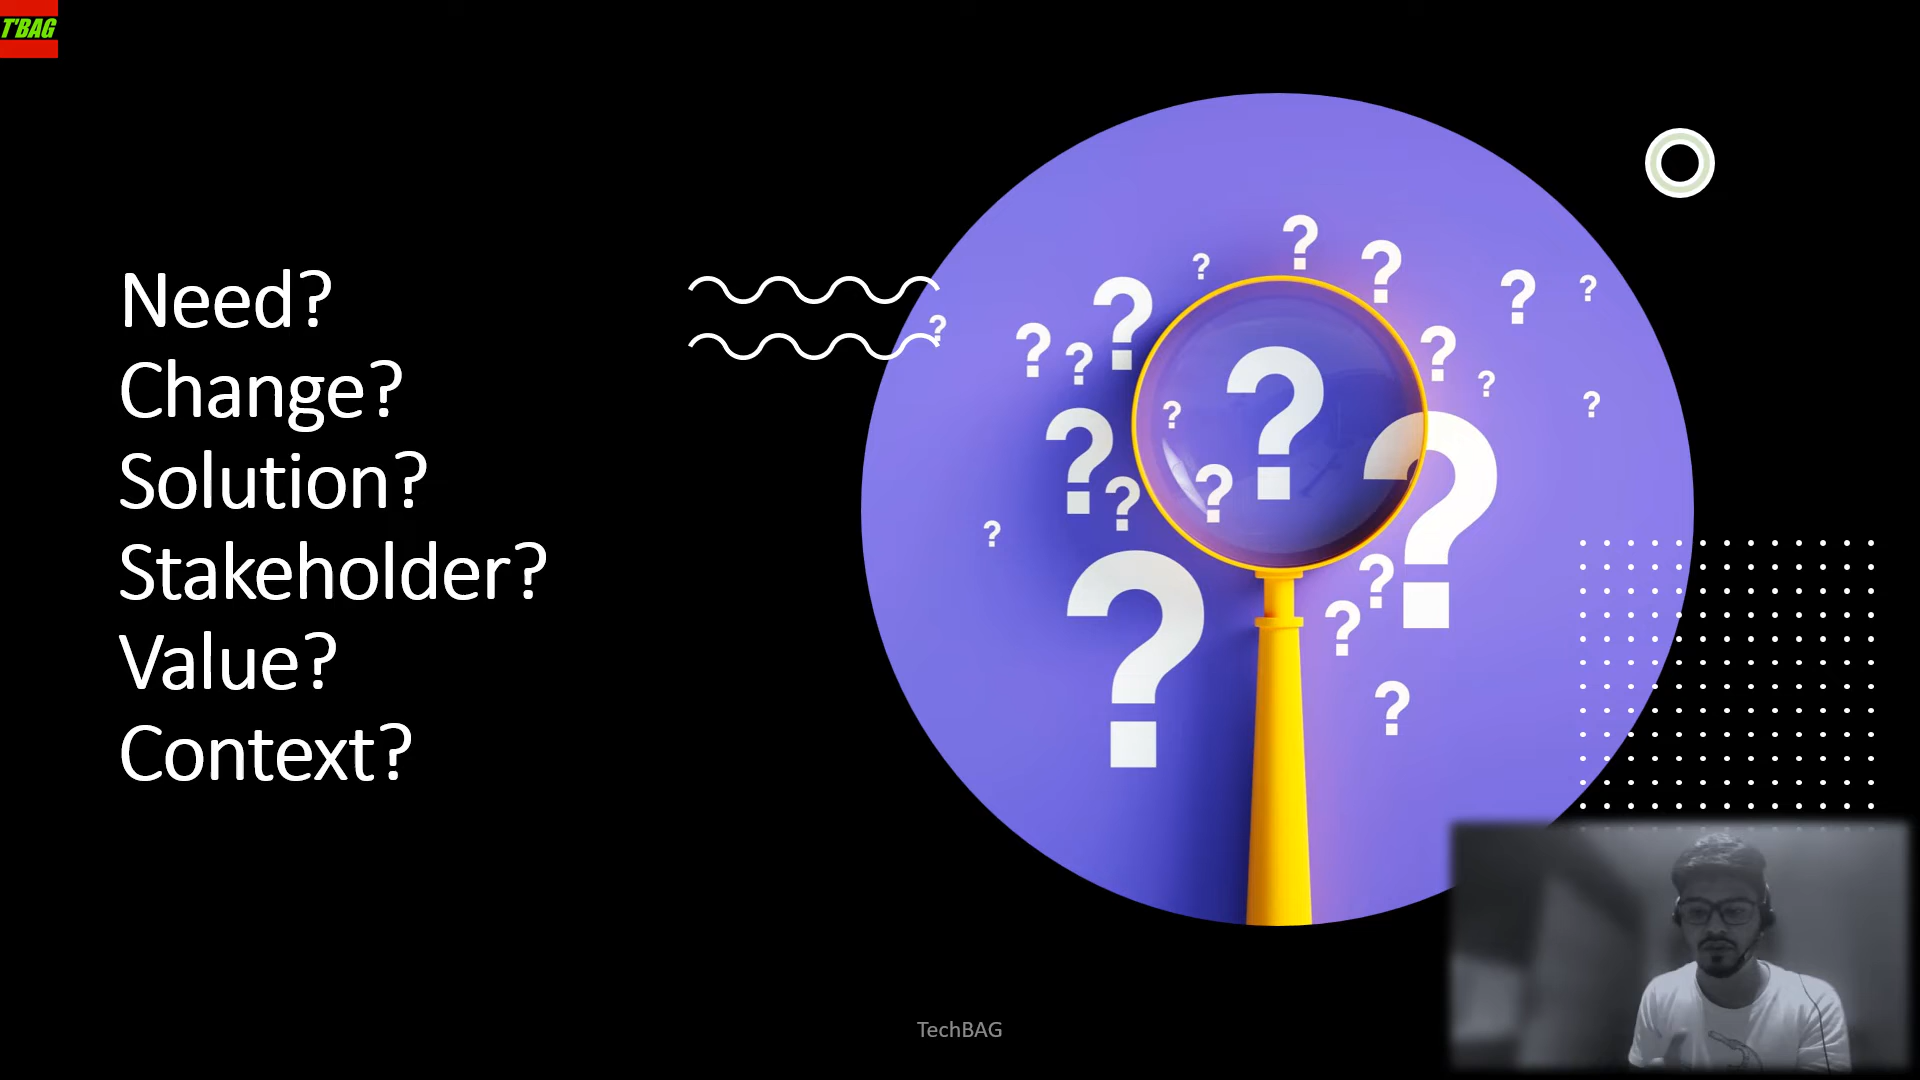 T'BAG
Need?
Change?
Solution?
Stakeholder?
Value?
Context?
TechBAG